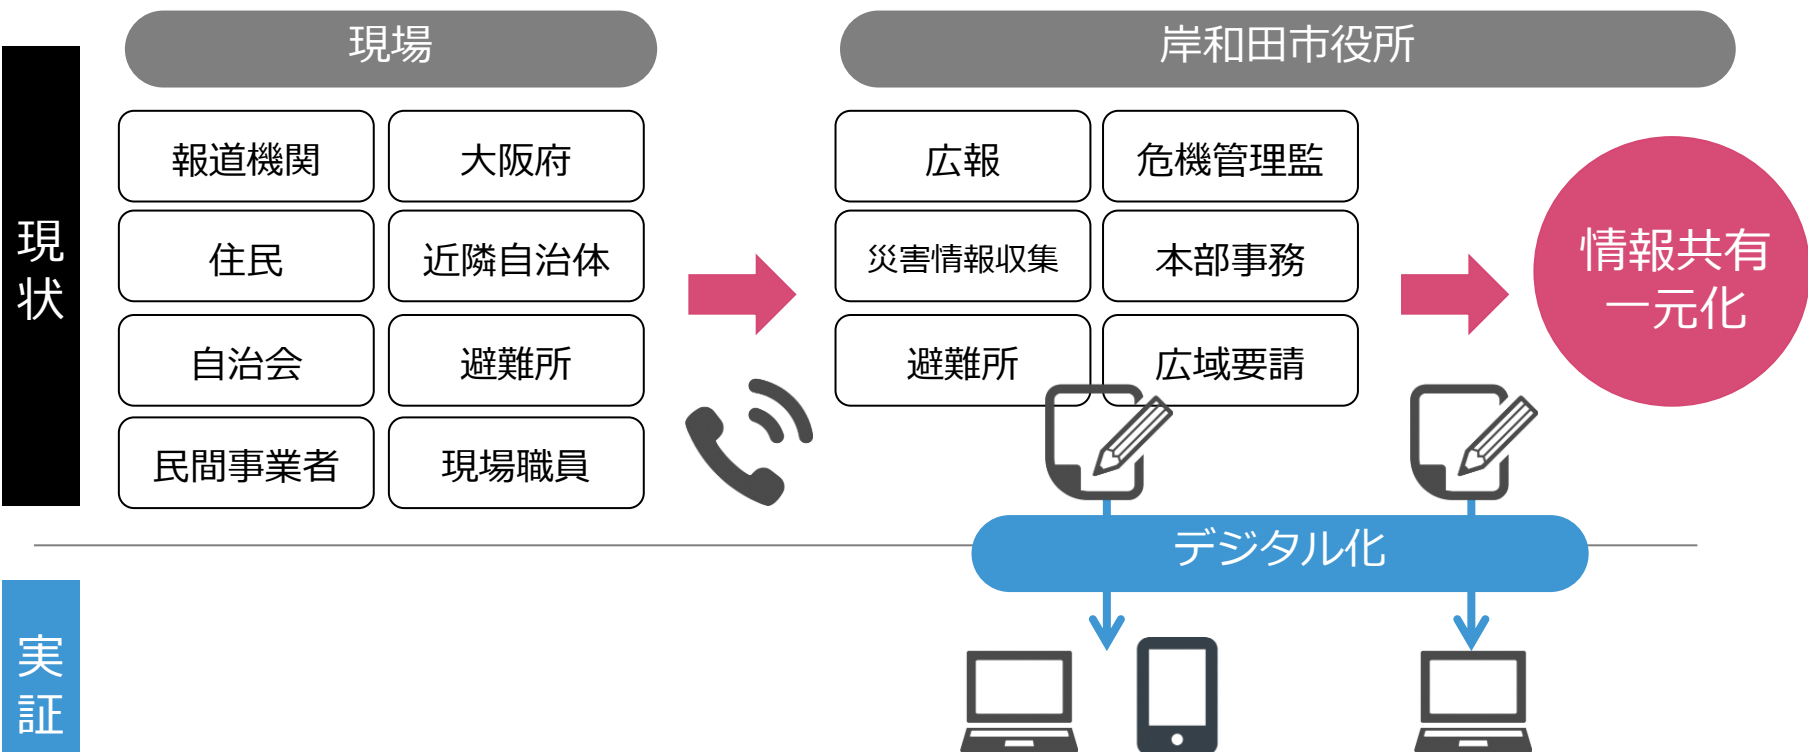 現場
岸和田市役所
現状
報道機関
大阪府
住民
近隣自治体
自治会
避難所
民間事業者
現場職員
広報
危機管理監
災害情報収集
本部事務
避難所
広域要請
情報共有
一元化
デジタル化
実証